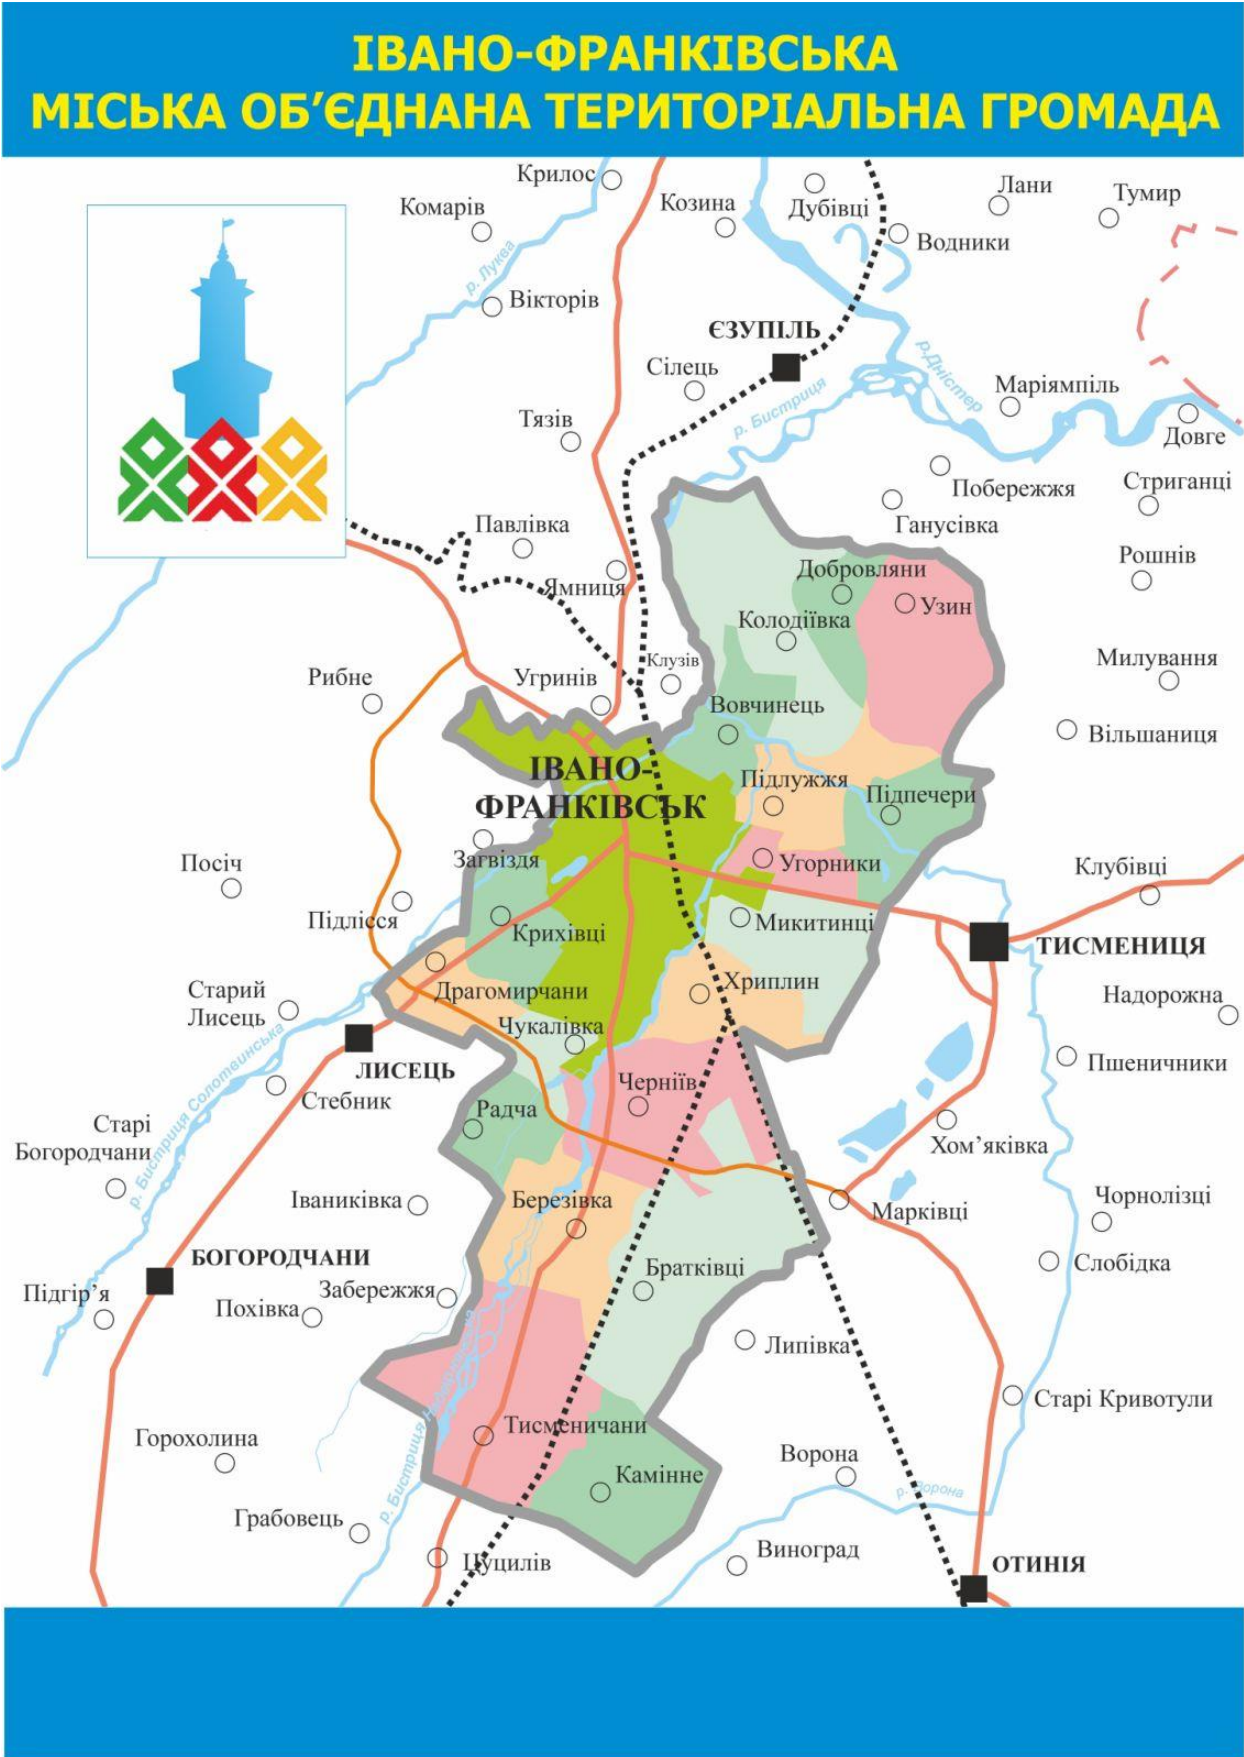 ІВАНО-ФРАНКІВСЬКА
МІСЬКА ОБ’ЄДНАНА ТЕРИТОРІАЛЬНА ГРОМАДА
Крилос
Комарів
Козина
Дубівці
Лани
Тумир
Водники
р. Луква
Вікторів
ЄЗУПІЛЬ
Сілець
р.Дністер
Маріямпіль
р. Бистриця
Тязів
Довге
Побережжя
Стриганці
Ганусівка
Павлівка
Рошнів
Ямниця
Добровляни
Узин
Колодіївка
Клузів
Милування
Рибне
Угринів
Вовчинець
Вільшаниця
ІВАНО-
ФРАНКІВСЬК
Підлужжя
Підпечери
Загвіздя
Угорники
Посіч
Клубівці
Підлісся
Крихівці
Микитинці
ТИСМЕНИЦЯ
Драгомирчани
Хриплин
Старий
Лисець
Надорожна
Чукалівка
р. Бистриця Солотвинська
ЛИСЕЦЬ
Пшеничники
Стебник
Черніїв
Радча
Старі
Богородчани
Хом’яківка
Іваниківка
Березівка
Марківці
Чорнолізці
БОГОРОДЧАНИ
Братківці
Слобідка
Підгір’я
Похівка
Забережжя
Липівка
р. Бистриця Надвірнянська
Старі Кривотули
Тисменичани
Горохолина
Камінне
Ворона
р. Ворона
Грабовець
Цуцилів
Виноград
ОТИНІЯ